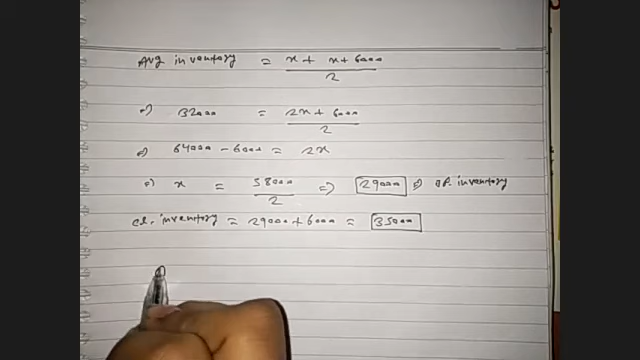 Avg inventory = x + x + 6000 / 2
=) 32000 = 2x + 6000 / 2
=) 64000 - 6000 = 2x
=) x = 58000 / 2 => 29000 => OP. inventory
cl. inventory = 29000 + 6000 = 35000